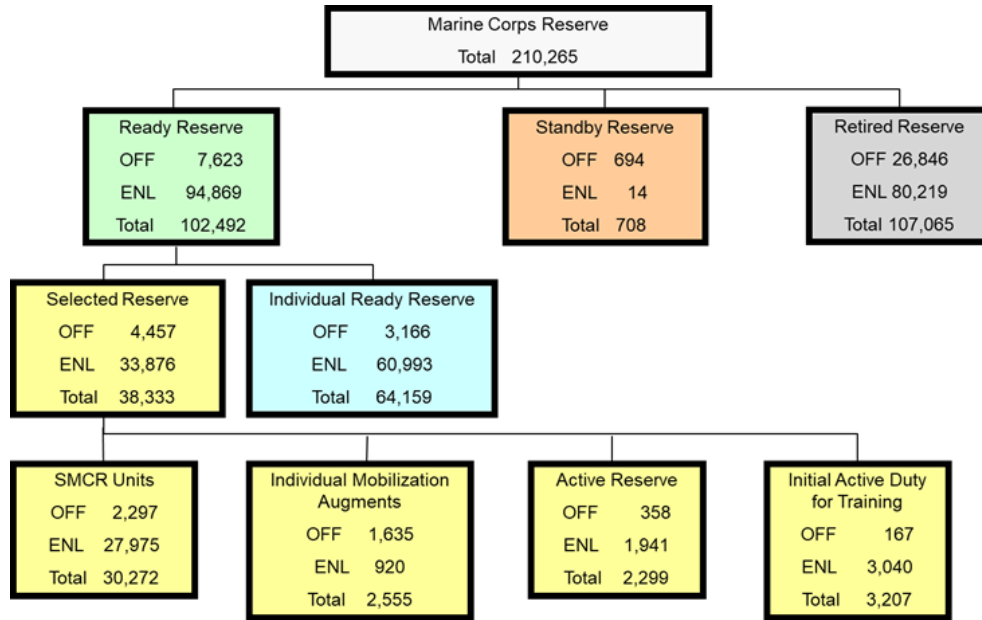 Marine Corps Reserve
Total 210,265
Ready Reserve
OFF 7,623
ENL 94,869
Total 102,492
Standby Reserve
OFF 694
ENL 14
Total 708
Retired Reserve
OFF 26,846
ENL 80,219
Total 107,065
Selected Reserve
OFF 4,457
ENL 33,876
Total 38,333
Individual Ready Reserve
OFF 3,166
ENL 60,993
Total 64,159
SMCR Units
OFF 2,297
ENL 27,975
Total 30,272
Individual Mobilization
Augments
OFF 1,635
ENL 920
Total 2,555
Active Reserve
OFF 358
ENL 1,941
Total 2,299
Initial Active Duty
for Training
OFF 167
ENL 3,040
Total 3,207